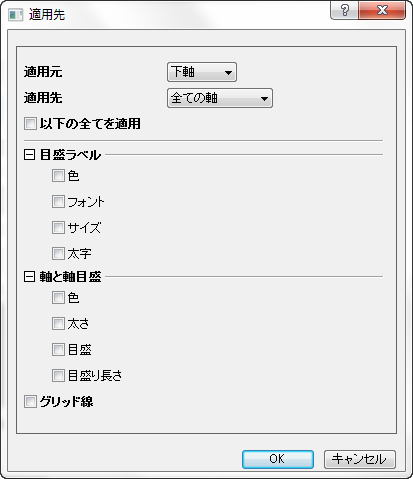 適用先
適用元 下軸
適用先 全ての軸
以下の全てを適用
目盛ラベル
色
フォント
サイズ
太字
軸と軸目盛
色
太さ
目盛
目盛り長さ
グリッド線
OK キャンセル